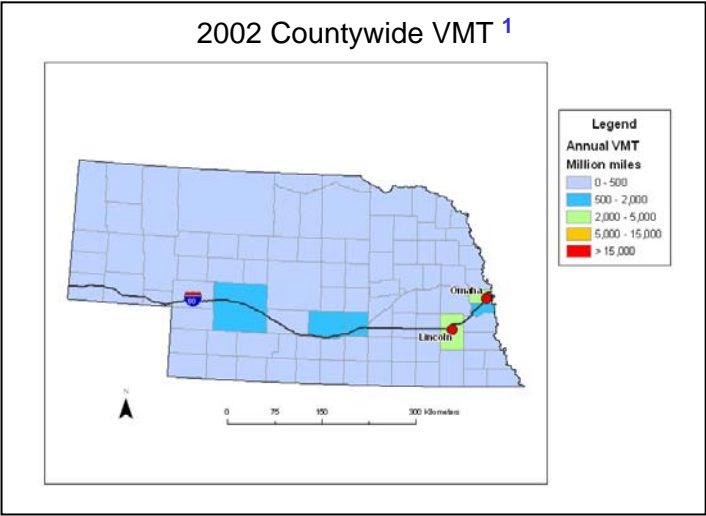 2002 Countywide VMT 1
Legend
Annual VMT
Million miles
0 - 500
500 - 2,000
2,000 - 5,000
5,000 - 15,000
> 15,000
80
Omaha
Lincoln
N
0 75 150 300 Kilometers